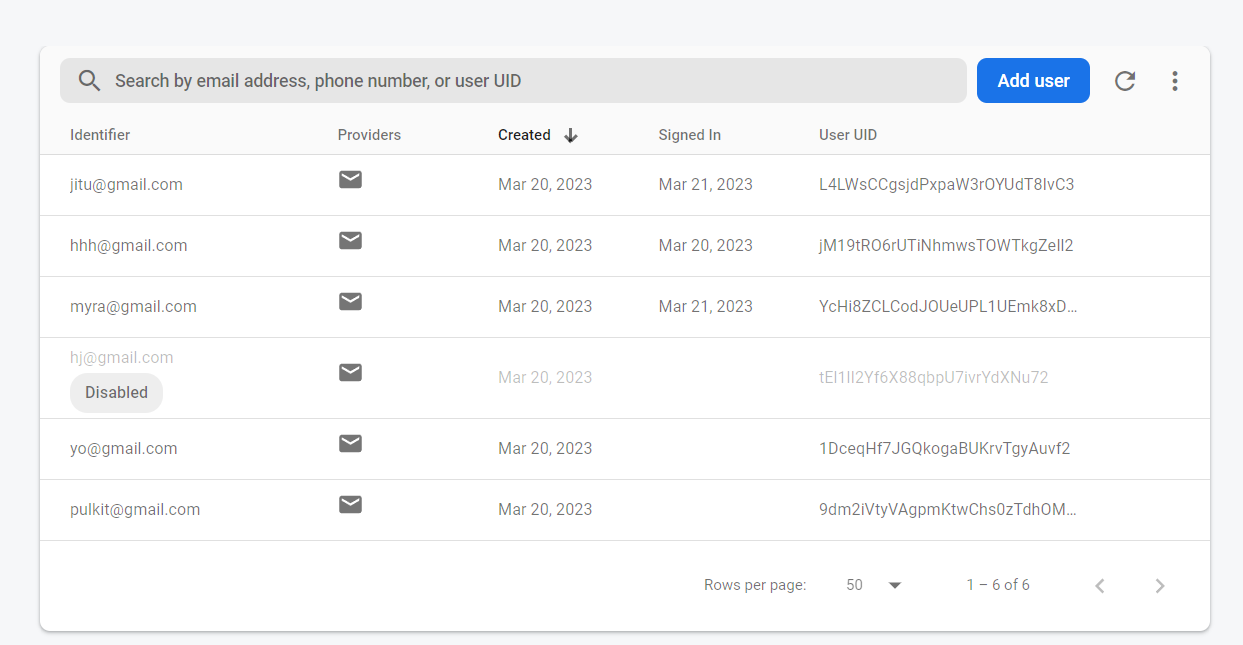 Search by email address, phone number, or user UID Add user
Identifier Providers Created Signed In User UID
jitu@gmail.com Mar 20, 2023 Mar 21, 2023 L4LWsCCgsjdPxpaW3rOYUdT8IvC3
hhh@gmail.com Mar 20, 2023 Mar 20, 2023 jM19tRO6rUTiNhmwsTOWTkgZeII2
myra@gmail.com Mar 20, 2023 Mar 21, 2023 YcHi8ZCLCodJOUeUPL1UEmk8xD...
hj@gmail.com Mar 20, 2023 tEI1II2Yf6X88qbpU7ivrYdXNu72
Disabled
yo@gmail.com Mar 20, 2023 1DceqHf7JGQkogaBUKrvTgyAuvf2
pulkit@gmail.com Mar 20, 2023 9dm2iVtyVAgpmKtwChs0zTdhOM...
Rows per page: 50 1 – 6 of 6